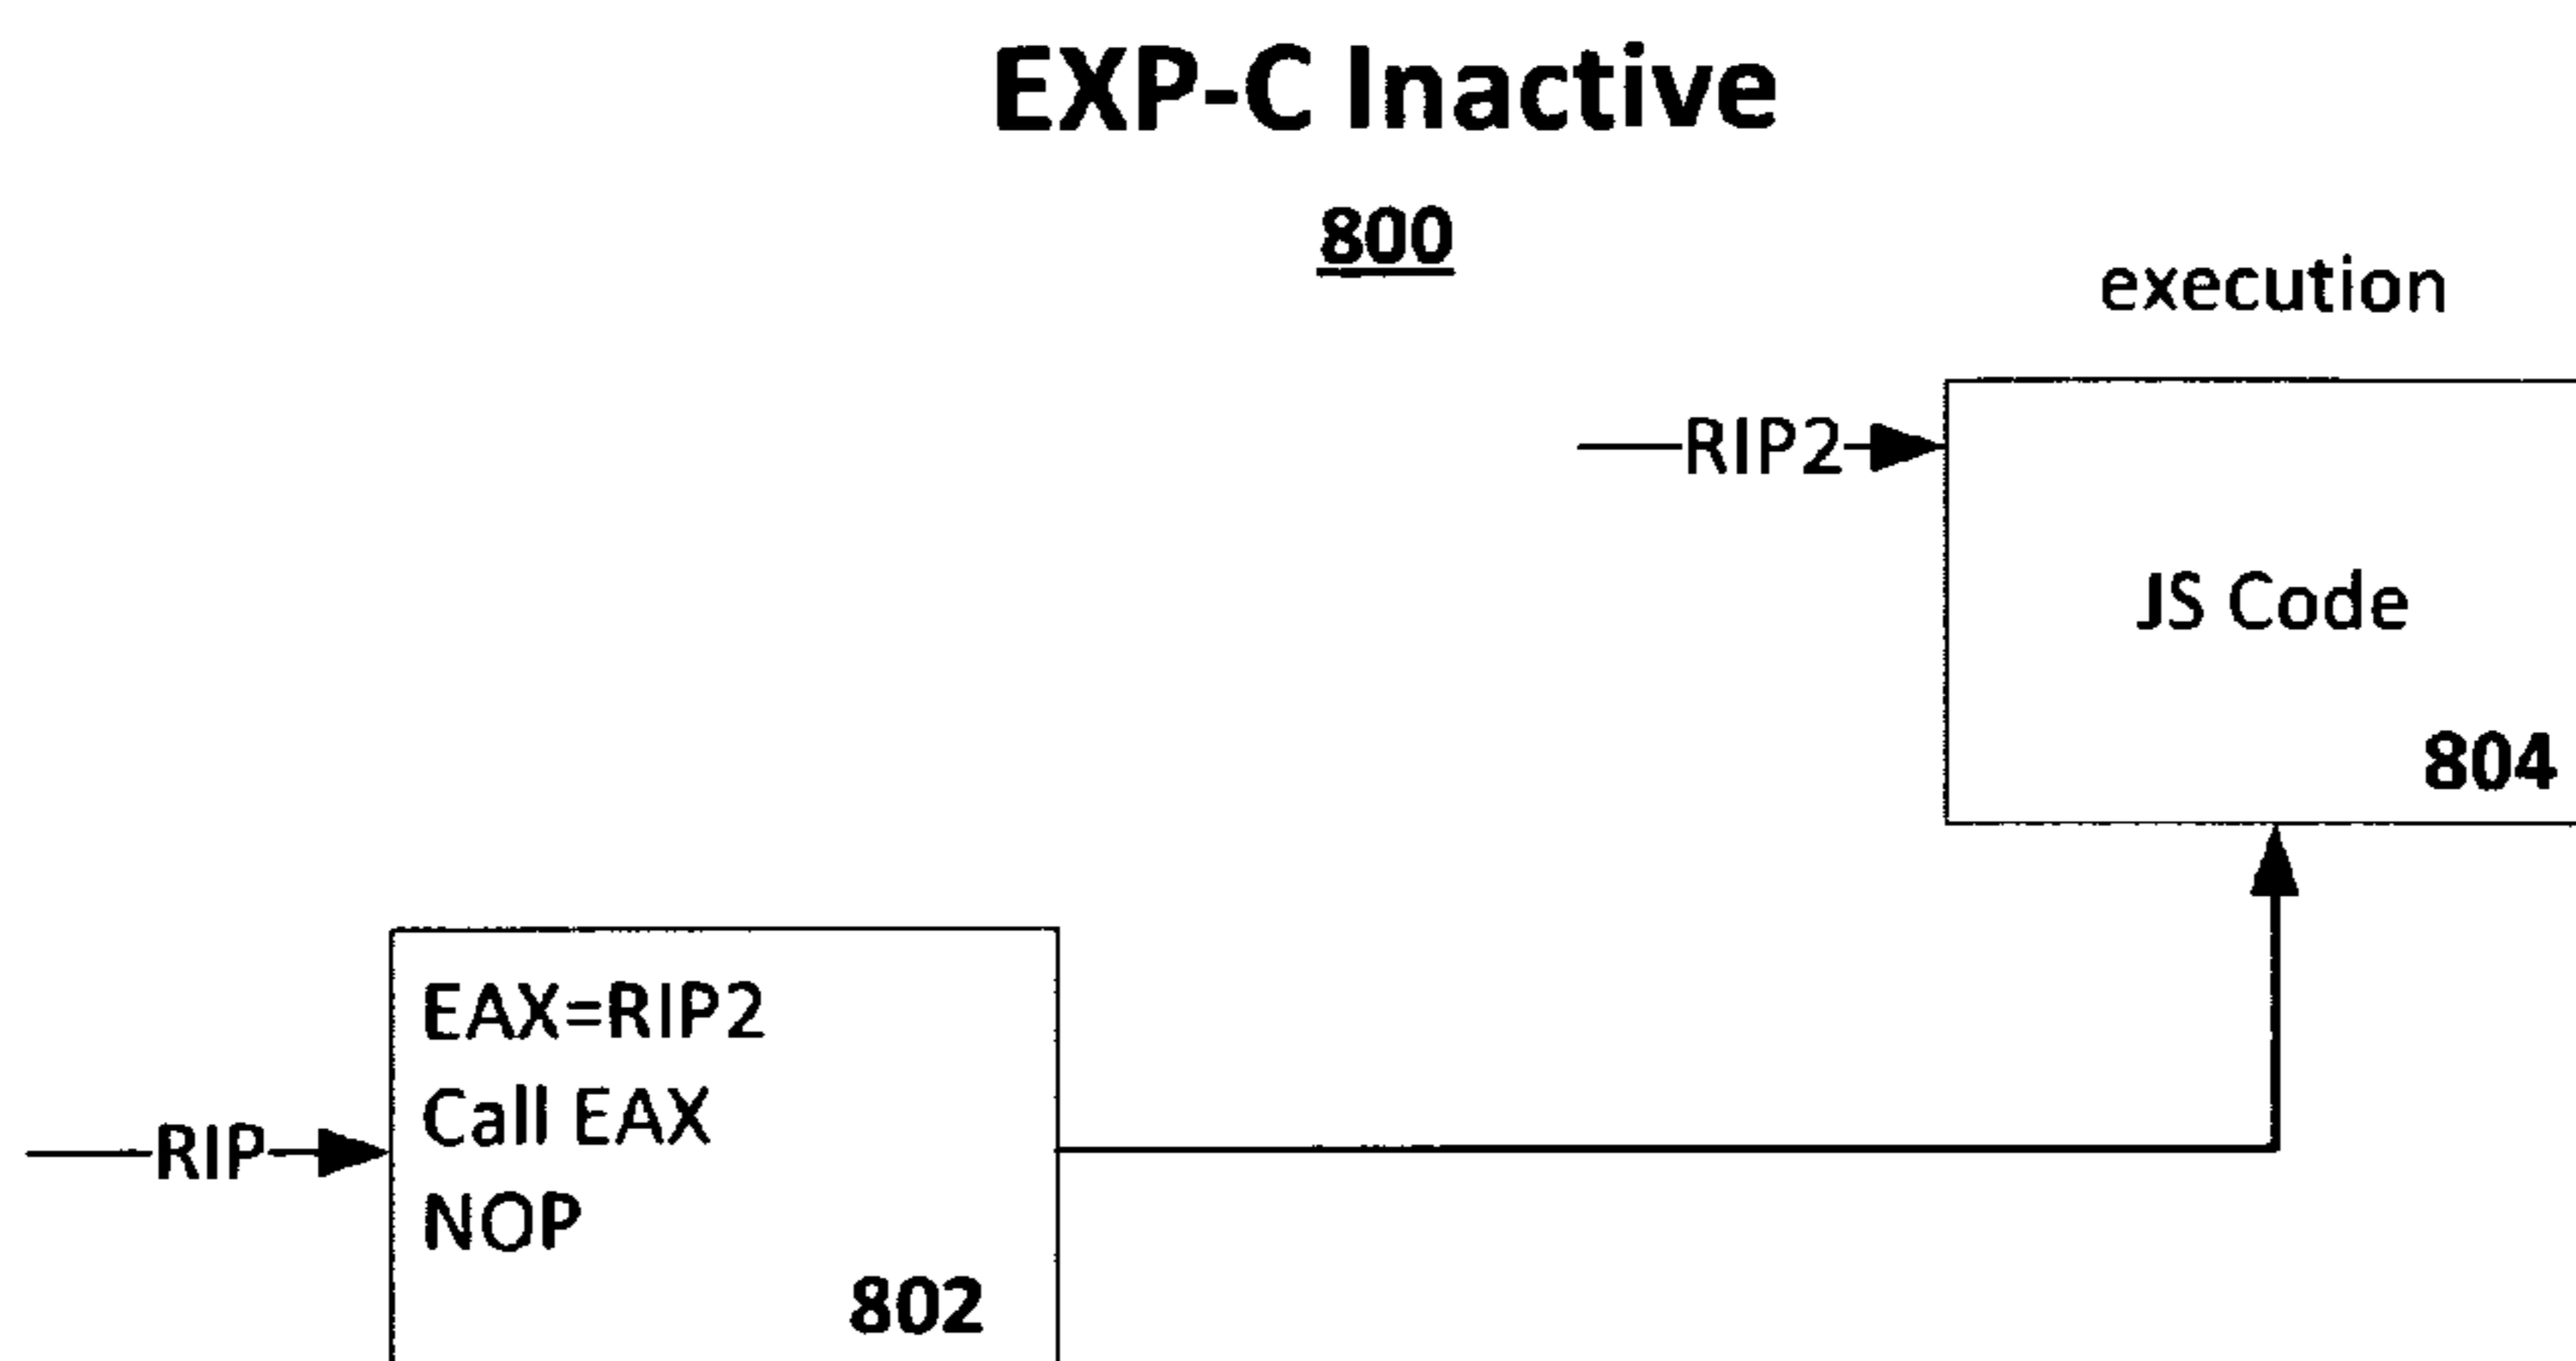 EXP-C Inactive
800
execution
RIP2
JS Code
804
EAX=RIP2
Call EAX
RIP
NOP
802